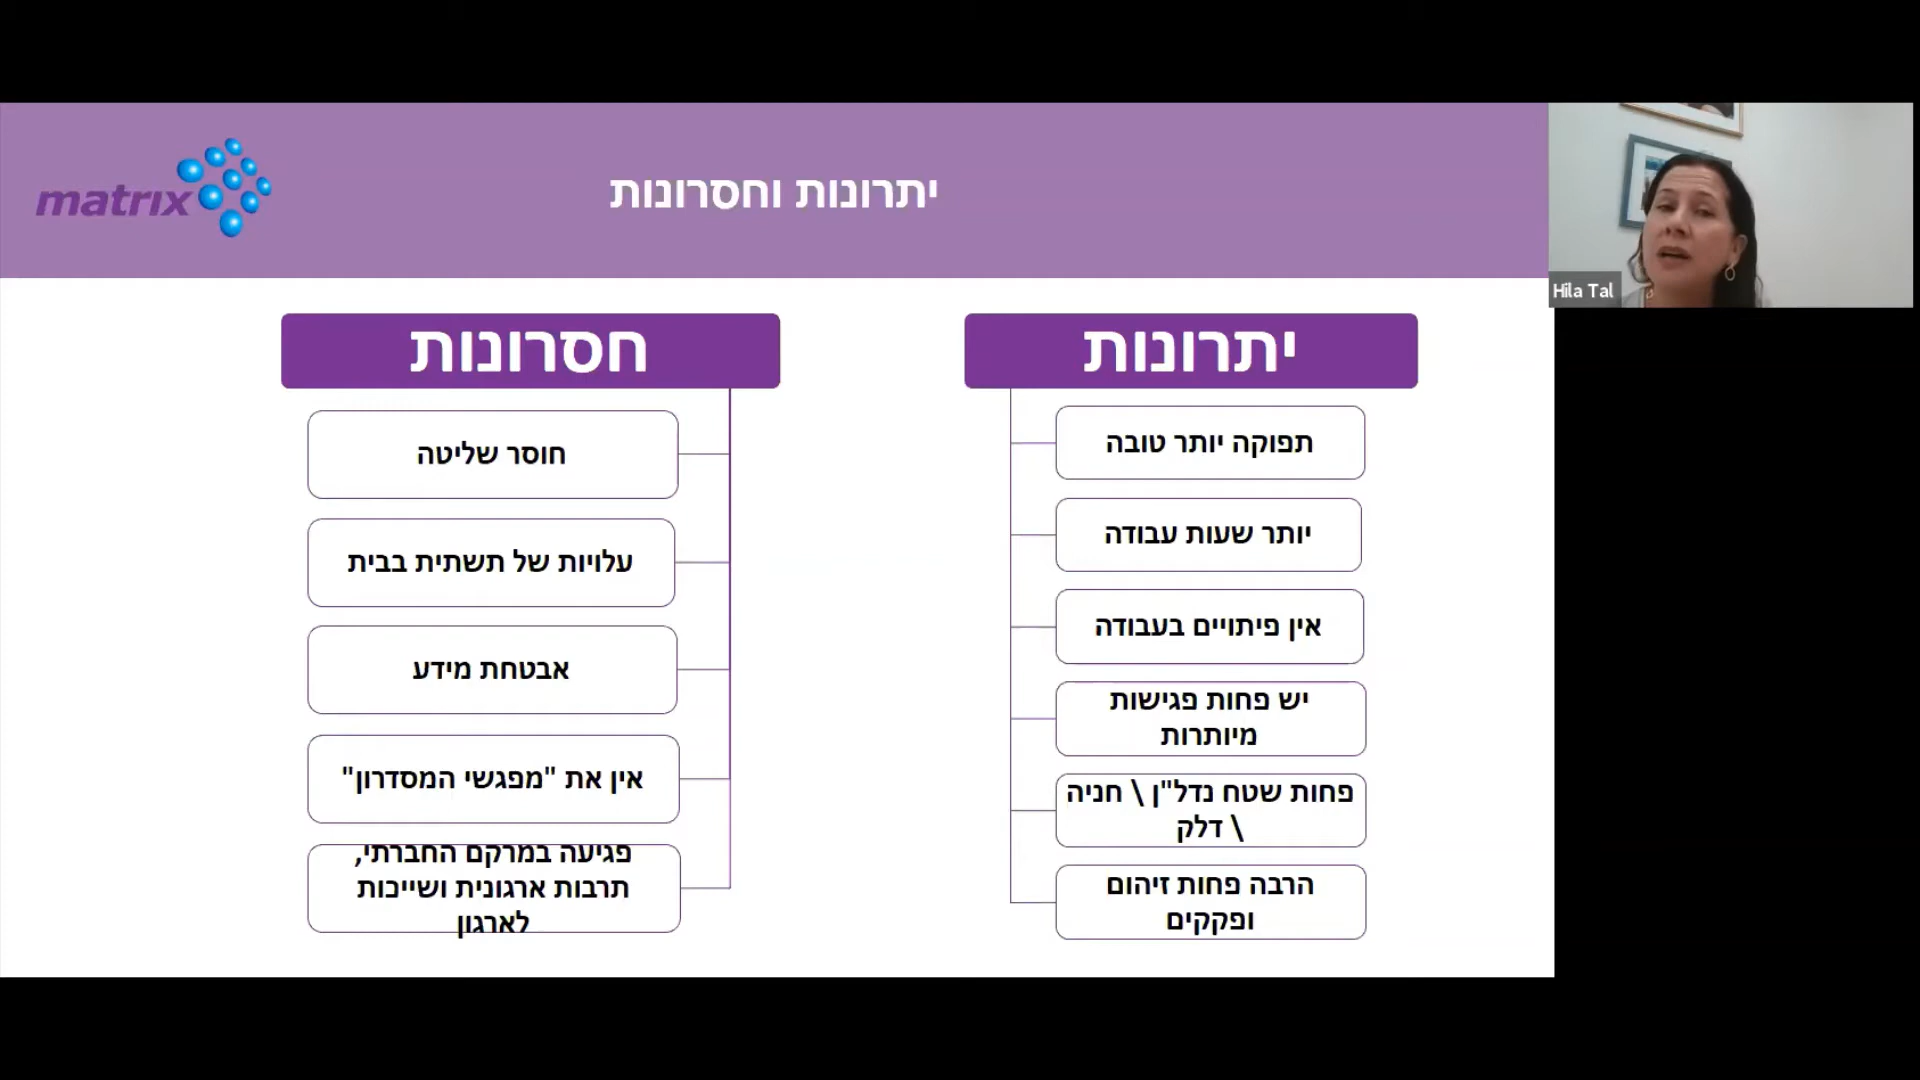 matrix
יתרונות וחסרונות
Hila Tal
יתרונות
תפוקה יותר טובה
יותר שעות עבודה
אין פיתויים בעבודה
יש פחות פגישות
מיותרות
פחות שטח נדל"ן \ חניה
\ דלק
הרבה פחות זיהום
ופקקים
חסרונות
חוסר שליטה
עלויות של תשתית בבית
אבטחת מידע
אין את "מפגשי המסדרון"
פגיעה במרקם החברתי,
תרבות ארגונית ושייכות
לארגון